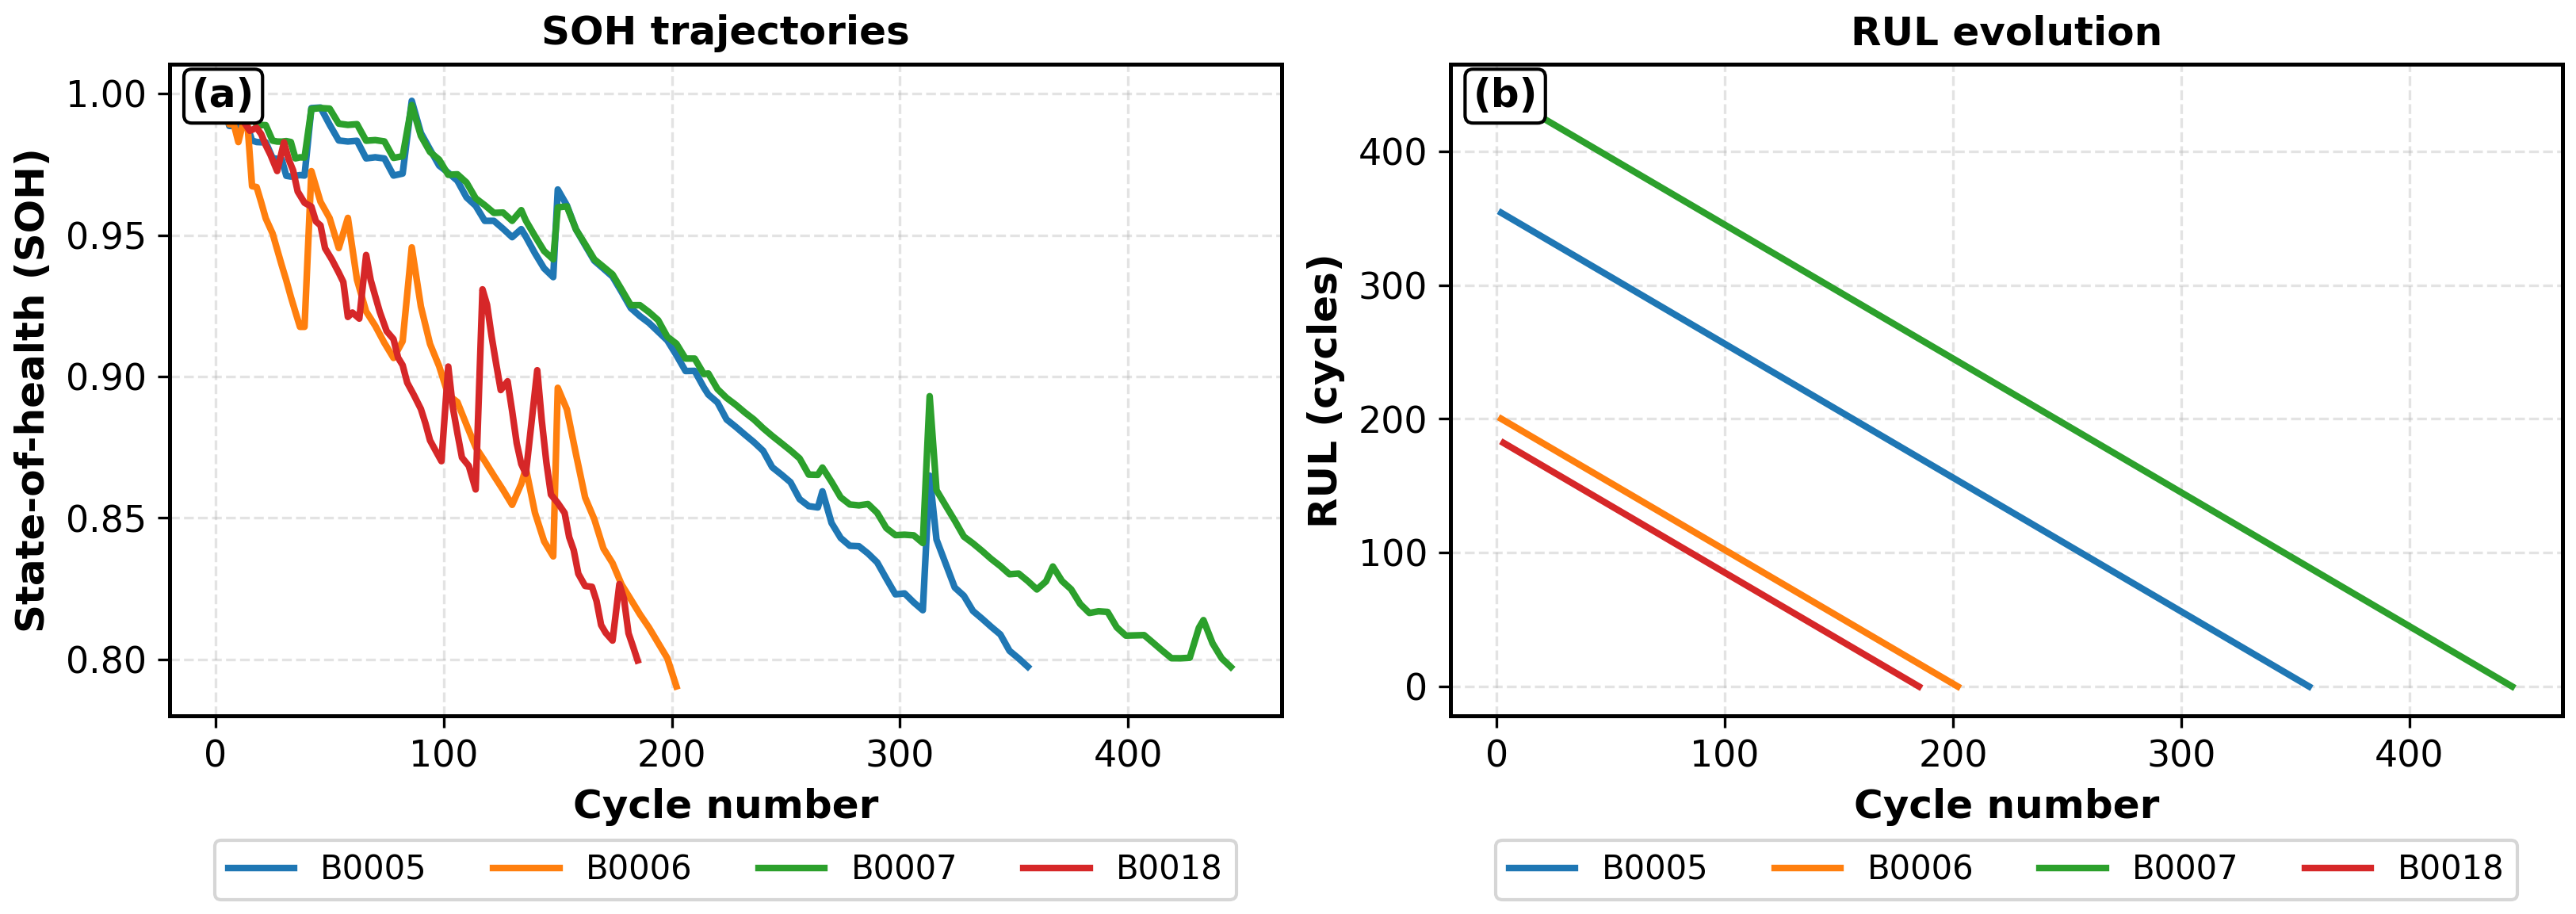 SOH trajectories
(a)
State-of-health (SOH)
1.00
0.95
0.90
0.85
0.80
0 100 200 300 400
Cycle number
B0005 B0006 B0007 B0018
RUL evolution
(b)
RUL (cycles)
400
300
200
100
0
0 100 200 300 400
Cycle number
B0005 B0006 B0007 B0018